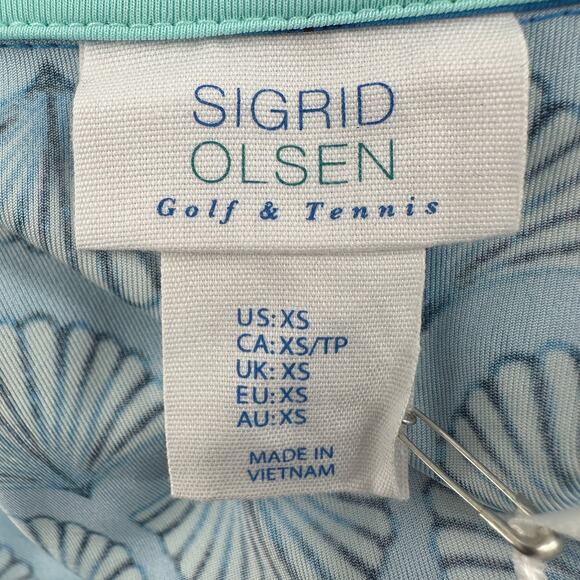 SIGRID
OLSEN
Golf & Tennis
US: XS
CA: XS/TP
UK: XS
EU: XS
AU: XS
MADE IN
VIETNAM